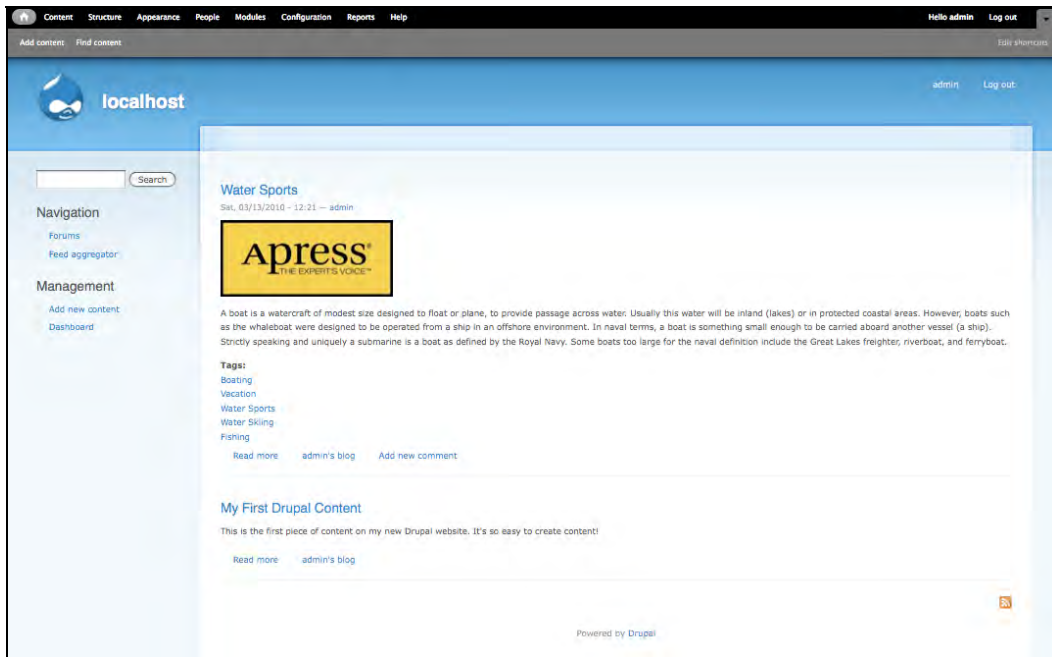 Content Structure Appearance People Modules Configuration Reports Help Hello admin Log out
Add content Find content Edit shortcuts
localhost
admin Log out
Search
Navigation
Forums
Feed aggregator
Management
Add new content
Dashboard
Water Sports
Sat, 03/13/2010 - 12:21 — admin
Apress®
THE EXPERT'S VOICE™
A boat is a watercraft of modest size designed to float or plane, to provide passage across water. Usually this water will be inland (lakes) or in protected coastal areas. However, boats such
as the whaleboat were designed to be operated from a ship in an offshore environment. In naval terms, a boat is something small enough to be carried aboard another vessel (a ship).
Strictly speaking and uniquely a submarine is a boat as defined by the Royal Navy. Some boats too large for the naval definition include the Great Lakes freighter, riverboat, and ferryboat.
Tags:
Boating
Vacation
Water Sports
Water Skiing
Fishing
Read more admin's blog Add new comment
My First Drupal Content
This is the first piece of content on my new Drupal website. It's so easy to create content!
Read more admin's blog
Powered by Drupal